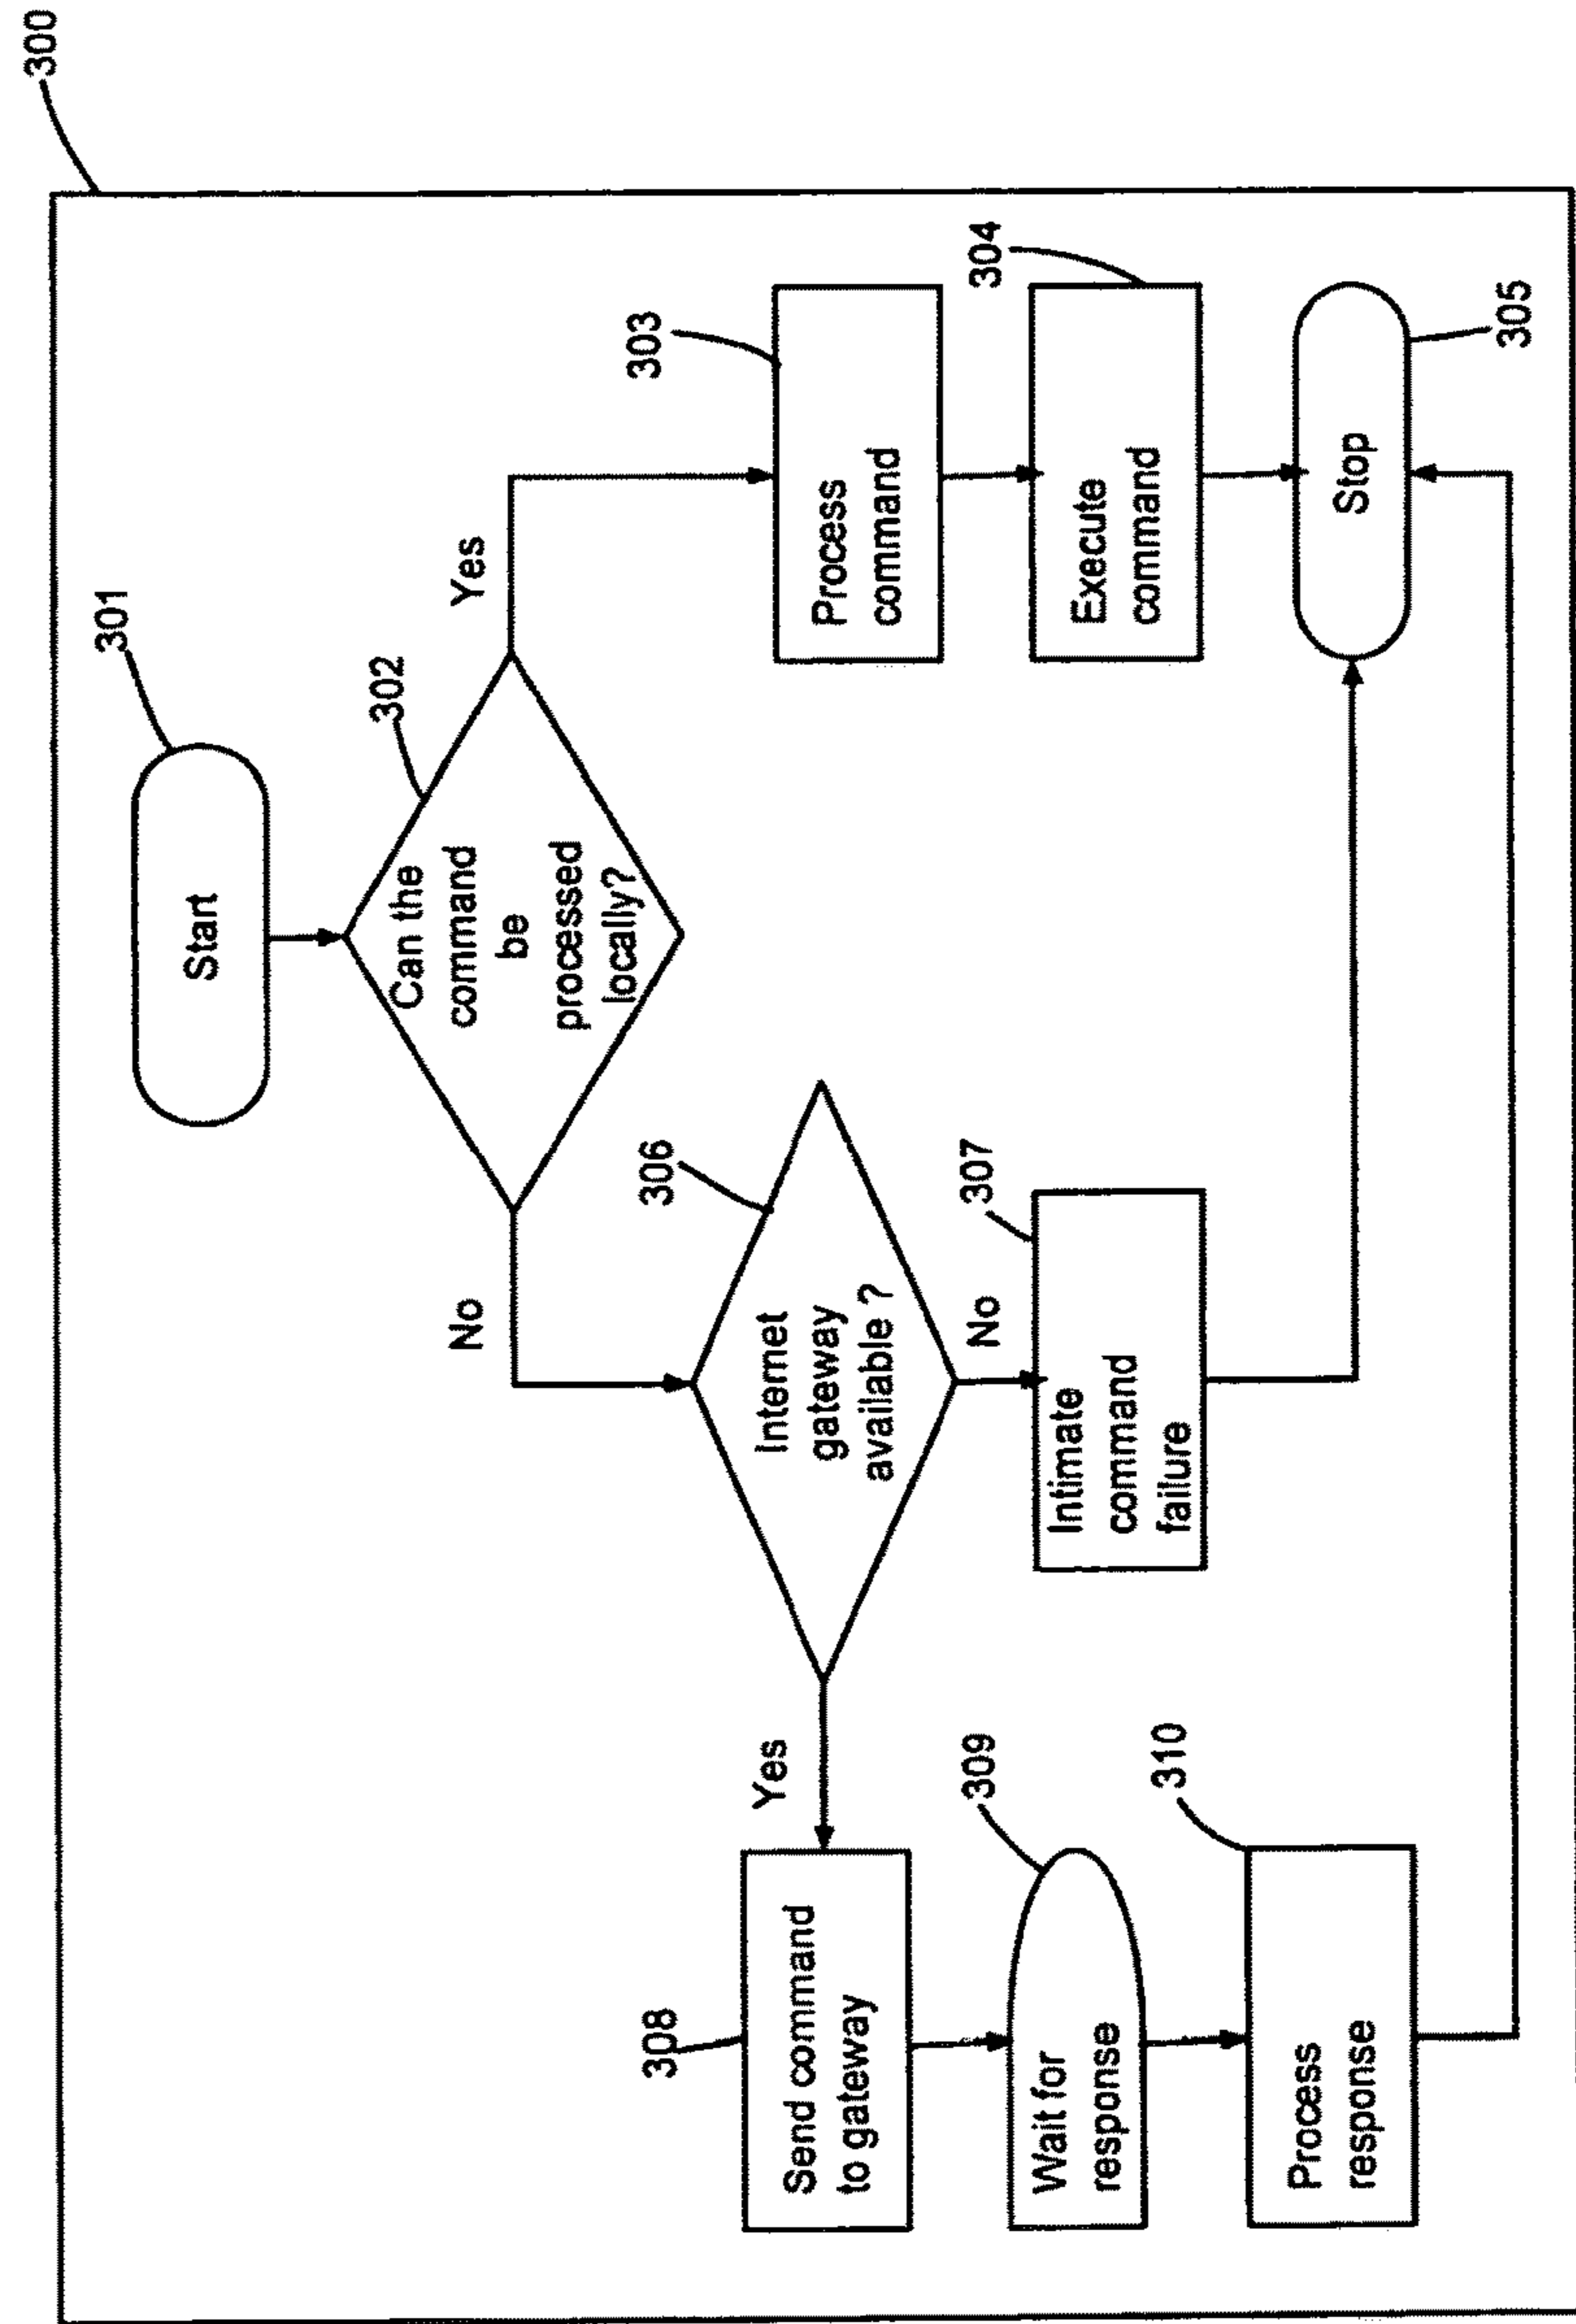 300
301
Start
302
Can the
command
be
processed
locally?
Yes
No
303
Process
command
304
Execute
command
Stop
305
306
Internet
gateway
available ?
No
307
Intimate
command
failure
Yes
308
Send command
to gateway
309
Wait for
response
310
Process
response